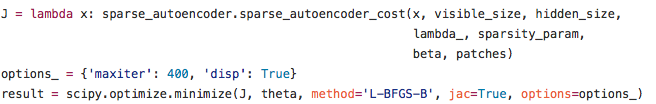 J = lambda x: sparse_autoencoder.sparse_autoencoder_cost(x, visible_size, hidden_size,
lambda_, sparsity_param,
beta, patches)
options_ = {'maxiter': 400, 'disp': True}
result = scipy.optimize.minimize(J, theta, method='L-BFGS-B', jac=True, options=options_)